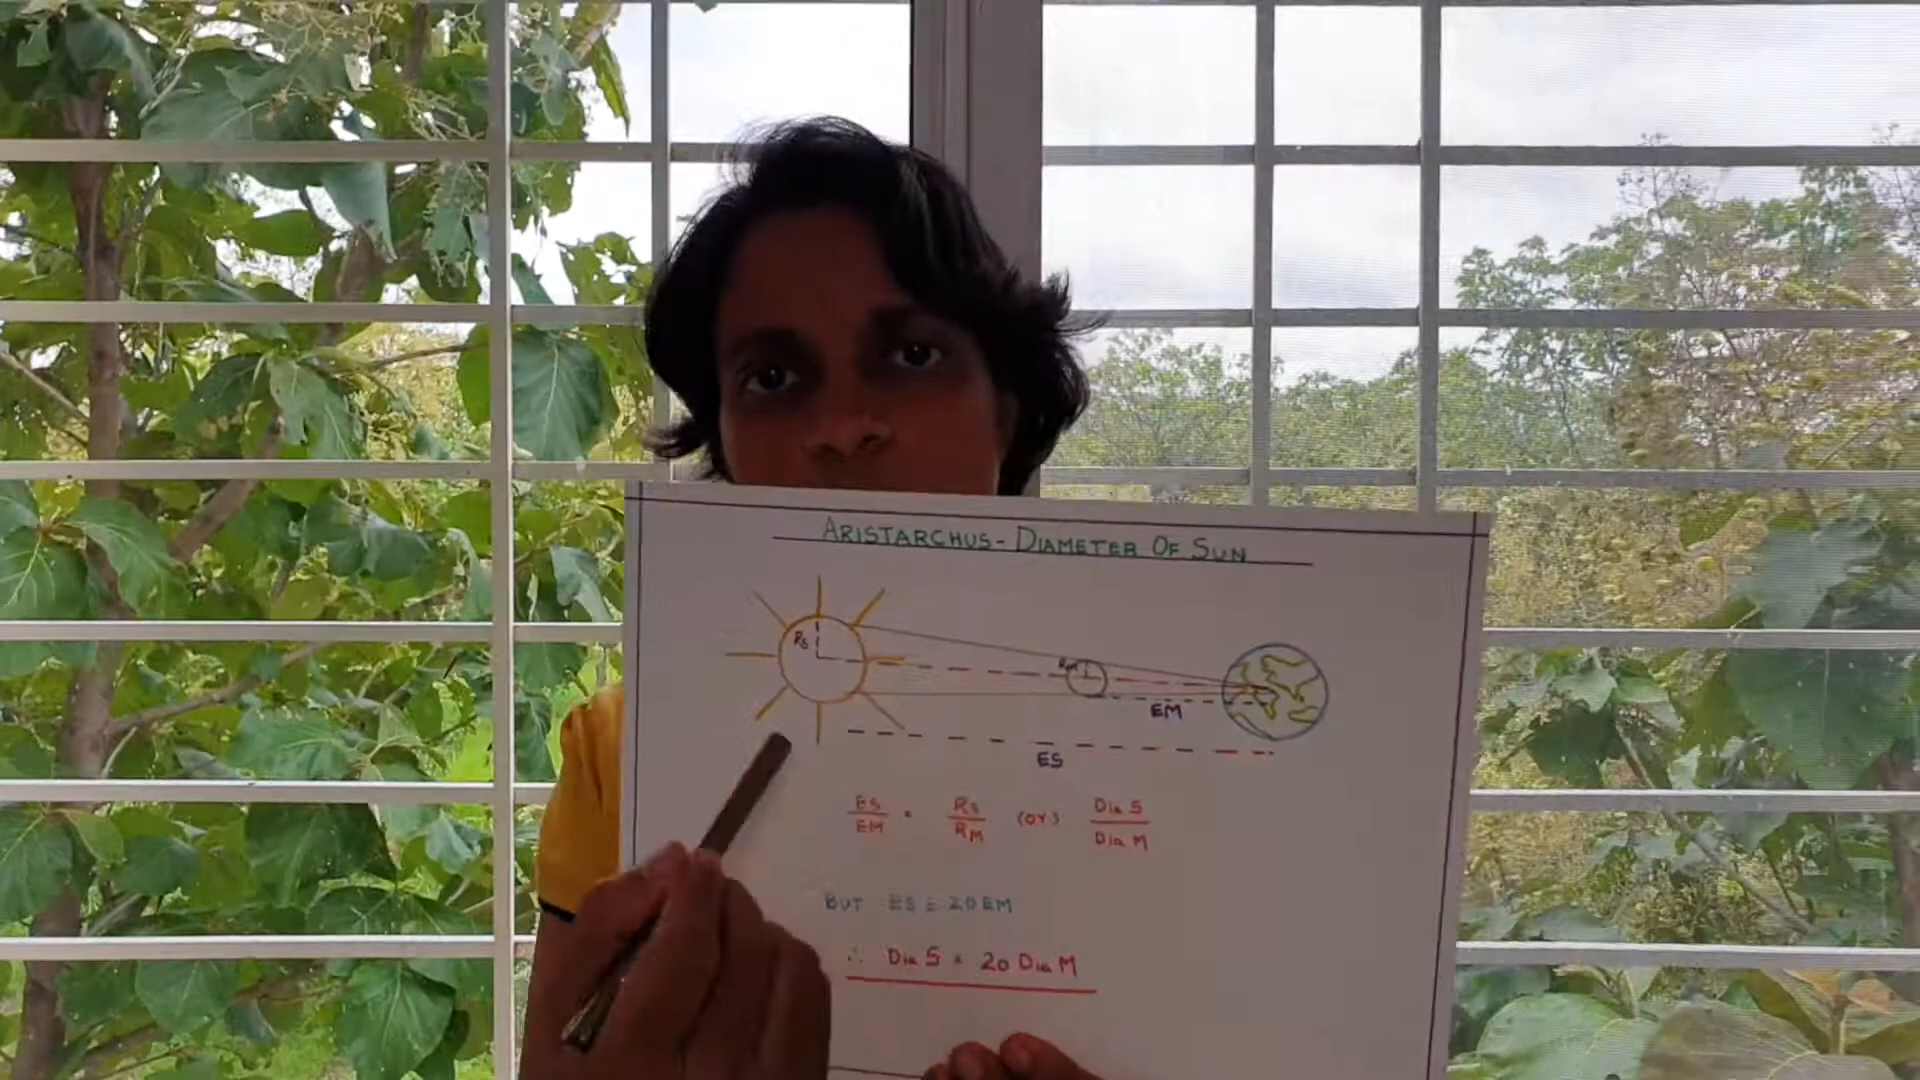 ARISTARCHUS - DIAMETER OF SUN
RS
RM
EM
ES
ES/EM = RS/RM (or) Dia S/Dia M
BUT ES = 20 EM
∴ Dia S = 20 Dia M